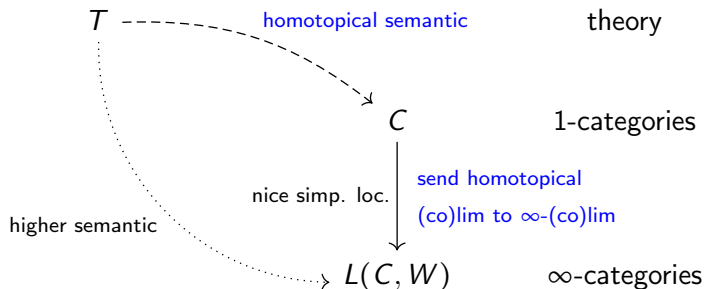 T homotopical semantic theory
C 1-categories
nice simp. loc. send homotopical
(co)lim to ∞-(co)lim
higher semantic
L(C, W) ∞-categories